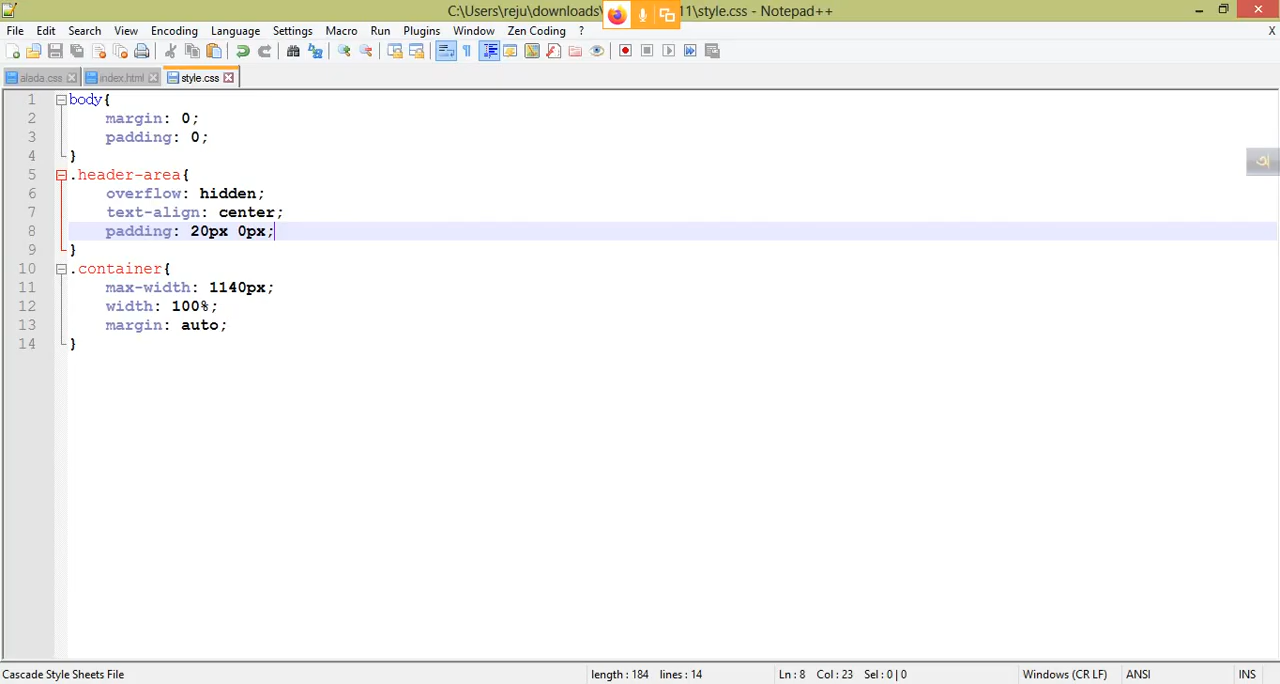 C:\Users\reju\downloads\ 11\style.css - Notepad++
File Edit Search View Encoding Language Settings Macro Run Plugins Window Zen Coding ? X
alada.css index.html style.css
1 body{
2 margin: 0;
3 padding: 0;
4 }
5 .header-area{
6 overflow: hidden;
7 text-align: center;
8 padding: 20px 0px;
9 }
10 .container{
11 max-width: 1140px;
12 width: 100%;
13 margin: auto;
14 }
Cascade Style Sheets File length : 184 lines : 14 Ln : 8 Col : 23 Sel : 0 | 0 Windows (CR LF) ANSI INS